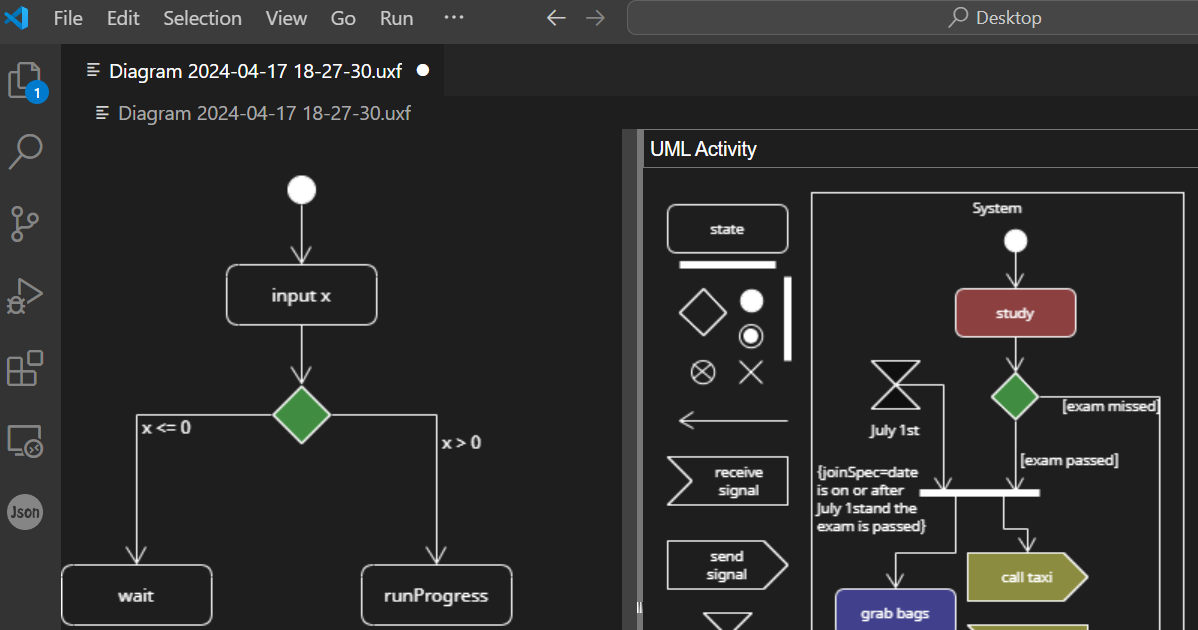 File Edit Selection View Go Run ···
Desktop
Diagram 2024-04-17 18-27-30.uxf
1
Diagram 2024-04-17 18-27-30.uxf
input x
x <= 0
x > 0
wait
runProgress
Json
UML Activity
state
receive
signal
send
signal
System
study
[exam missed]
July 1st
[exam passed]
{joinSpec=date
is on or after
July 1stand the
exam is passed}
call taxi
grab bags